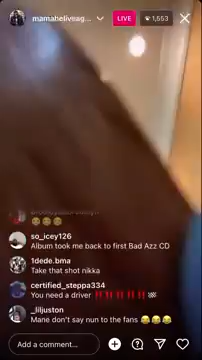 mamabeliveag...
LIVE
1,553
😂😂😂
so_icey126
Album took me back to first Bad Azz CD
1dede.bma
Take that shot nikka
certified_steppa334
You need a driver ‼️‼️‼️🏁
_liljuston
Mane don't say nun to the fans 😂😂😂
Add a comment...